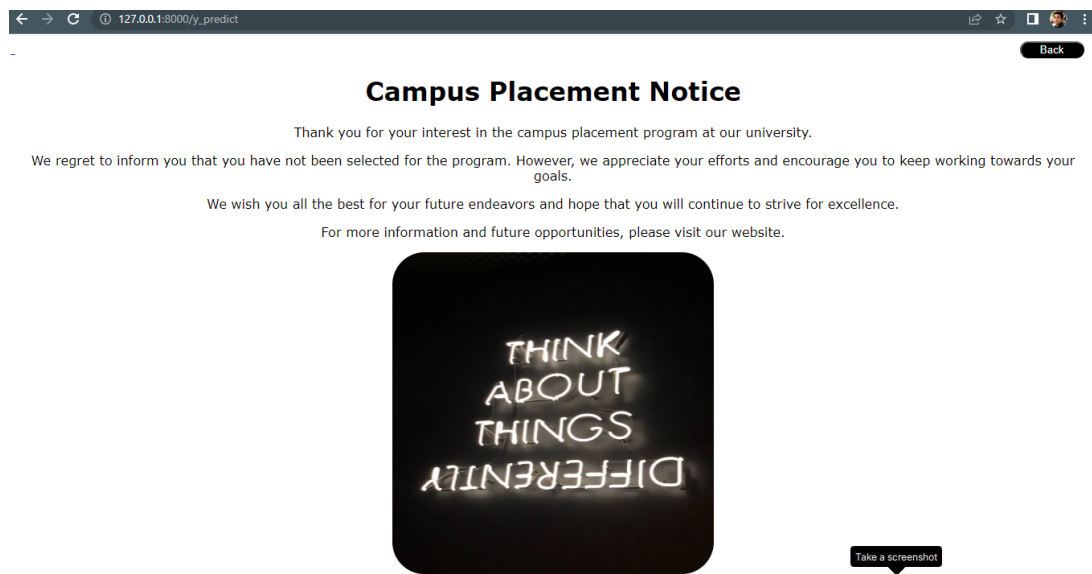 127.0.0.1:8000/y_predict
Back
Campus Placement Notice
Thank you for your interest in the campus placement program at our university.
We regret to inform you that you have not been selected for the program. However, we appreciate your efforts and encourage you to keep working towards your
goals.
We wish you all the best for your future endeavors and hope that you will continue to strive for excellence.
For more information and future opportunities, please visit our website.
THINK
ABOUT
THINGS
DIFFERENTLY
Take a screenshot